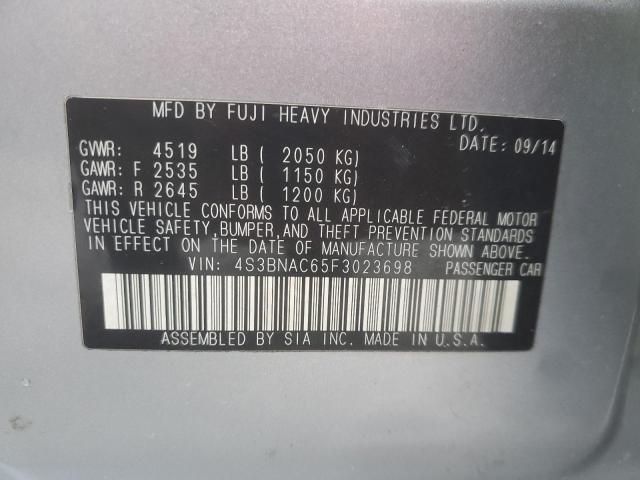 MFD BY FUJI HEAVY INDUSTRIES LTD.
DATE: 09/14
GVWR: 4519 LB ( 2050 KG)
GAWR: F 2535 LB ( 1150 KG)
GAWR: R 2645 LB ( 1200 KG)
THIS VEHICLE CONFORMS TO ALL APPLICABLE FEDERAL MOTOR
VEHICLE SAFETY, BUMPER, AND THEFT PREVENTION STANDARDS
IN EFFECT ON THE DATE OF MANUFACTURE SHOWN ABOVE.
VIN: 4S3BNAC65F3023698 PASSENGER CAR
ASSEMBLED BY SIA INC. MADE IN U.S.A.